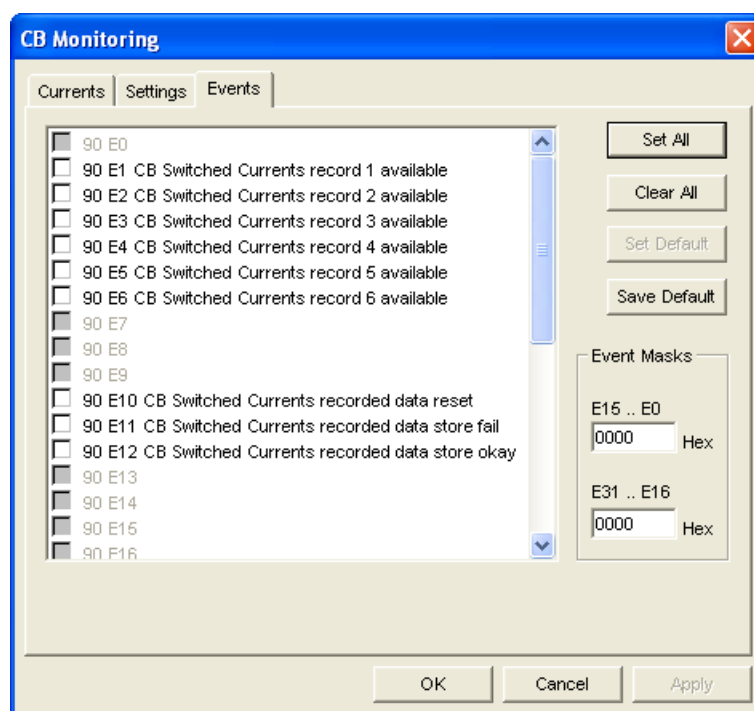 CB Monitoring
Currents Settings Events
90 E0
90 E1 CB Switched Currents record 1 available
90 E2 CB Switched Currents record 2 available
90 E3 CB Switched Currents record 3 available
90 E4 CB Switched Currents record 4 available
90 E5 CB Switched Currents record 5 available
90 E6 CB Switched Currents record 6 available
90 E7
90 E8
90 E9
90 E10 CB Switched Currents recorded data reset
90 E11 CB Switched Currents recorded data store fail
90 E12 CB Switched Currents recorded data store okay
90 E13
90 E14
90 E15
90 E16
Set All
Clear All
Set Default
Save Default
Event Masks
E15 .. E0
0000 Hex
E31 .. E16
0000 Hex
OK Cancel Apply